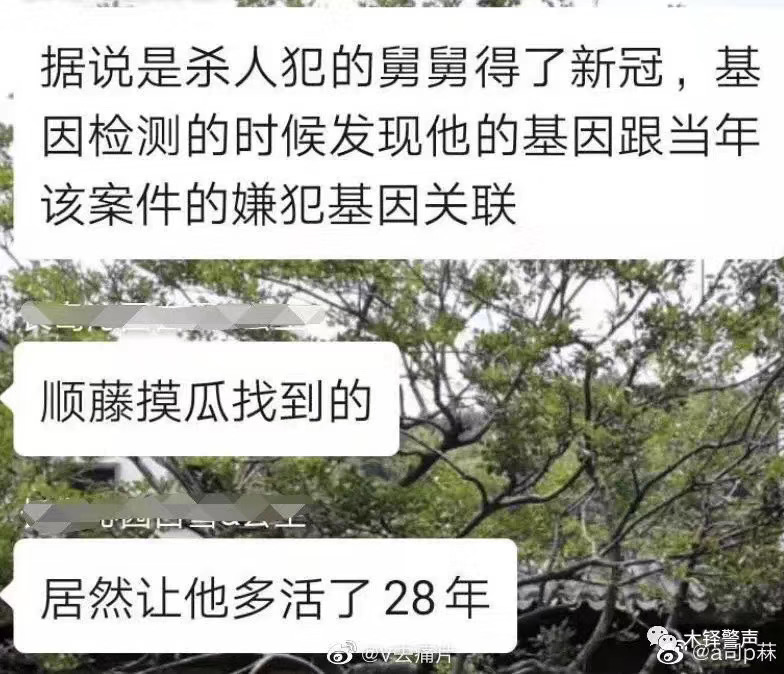 据说是杀人犯的舅舅得了新冠，基
因检测的时候发现他的基因跟当年
该案件的嫌犯基因关联
顺藤摸瓜找到的
居然让他多活了28年
木铎警声
@v去痛片
@a司p菻